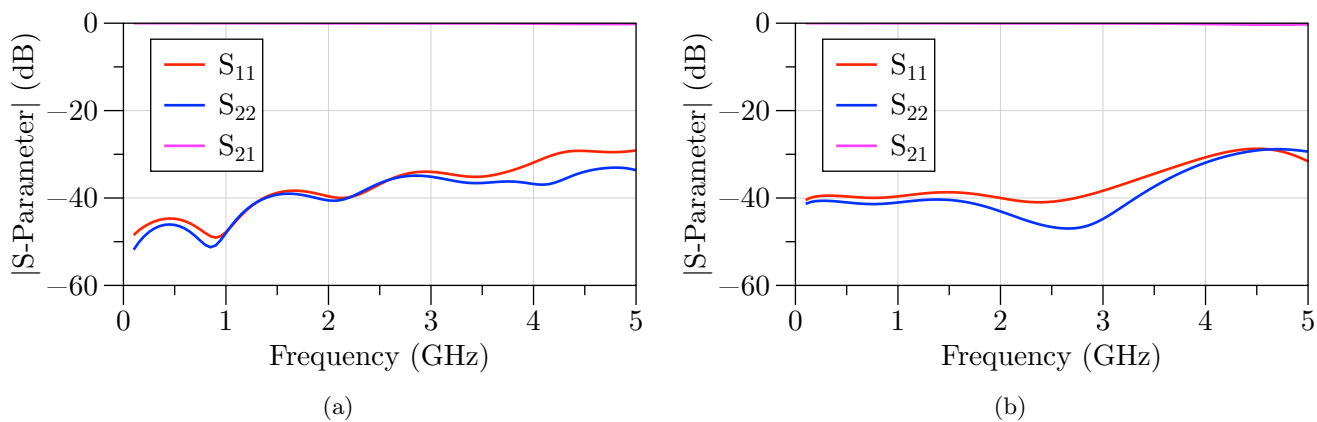 |S-Parameter| (dB)
0
−20
−40
−60
S₁₁
S₂₂
S₂₁
0 1 2 3 4 5
Frequency (GHz)
(a)
|S-Parameter| (dB)
0
−20
−40
−60
S₁₁
S₂₂
S₂₁
0 1 2 3 4 5
Frequency (GHz)
(b)